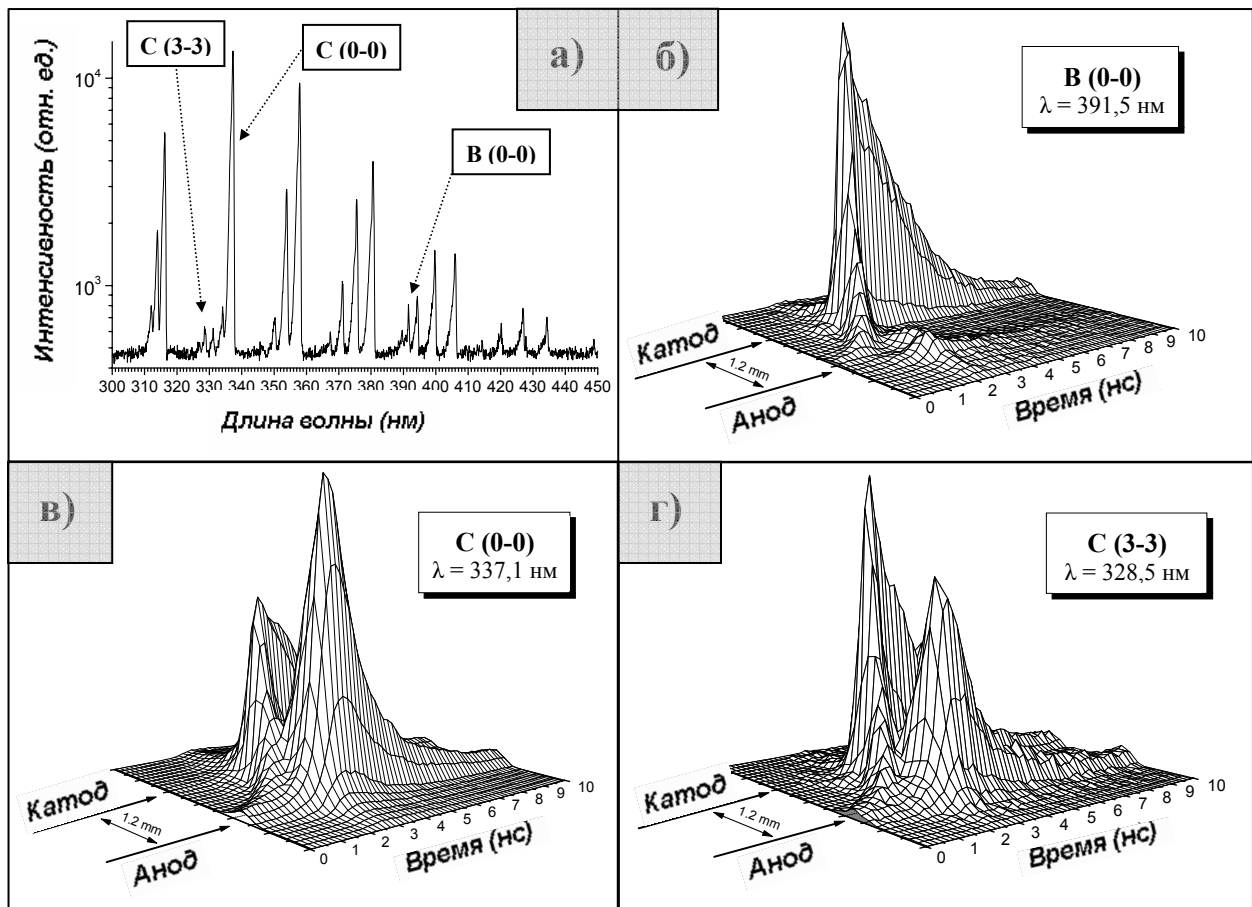 а)
C (3-3)
C (0-0)
B (0-0)
Интенсивность (отн. ед.)
10⁴
10³
300 310 320 330 340 350 360 370 380 390 400 410 420 430 440 450
Длина волны (нм)
б)
B (0-0)
λ = 391,5 нм
Катод
1.2 mm
Анод
0 1 2 3 4 5 6 7 8 9 10
Время (нс)
в)
C (0-0)
λ = 337,1 нм
Катод
1.2 mm
Анод
0 1 2 3 4 5 6 7 8 9 10
Время (нс)
г)
C (3-3)
λ = 328,5 нм
Катод
1.2 mm
Анод
0 1 2 3 4 5 6 7 8 9 10
Время (нс)